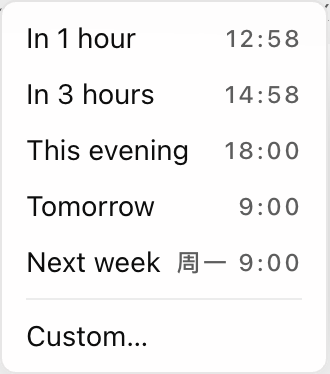 In 1 hour 12:58
In 3 hours 14:58
This evening 18:00
Tomorrow 9:00
Next week 周一 9:00
Custom...